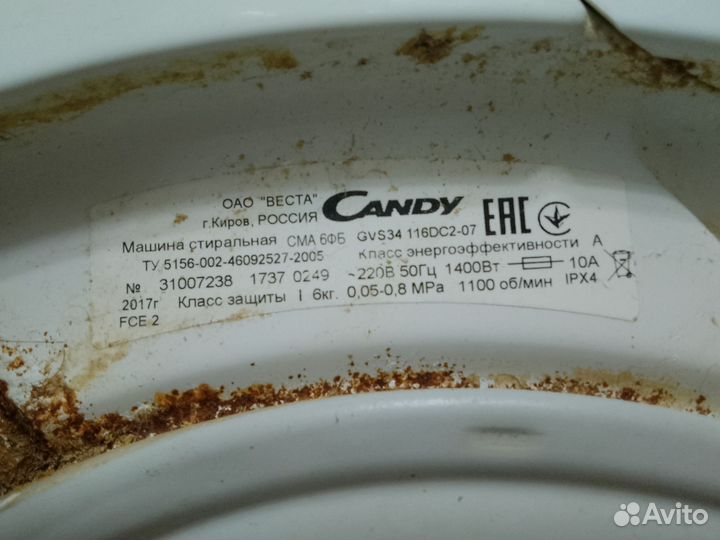 ОАО "ВЕСТА"
г.Киров, РОССИЯ
CANDY
EAC
Машина стиральная СМА 6ФБ GVS34 116DC2-07
ТУ 5156-002-46092527-2005 Класс энергоэффективности А
№ 31007238 1737 0249 ~220В 50Гц 1400Вт 10А
2017г Класс защиты I 6кг. 0,05-0,8 MPa 1100 об/мин IPX4
FCE 2
Avito